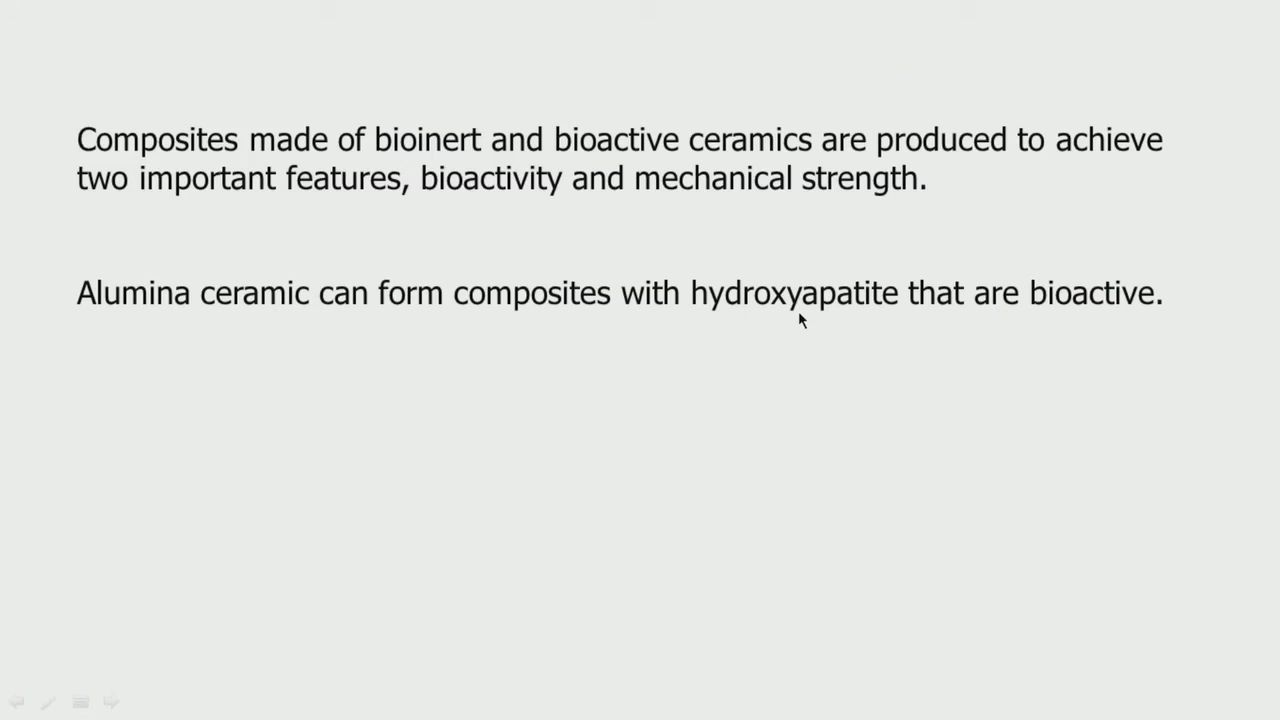 Composites made of bioinert and bioactive ceramics are produced to achieve
two important features, bioactivity and mechanical strength.
Alumina ceramic can form composites with hydroxyapatite that are bioactive.